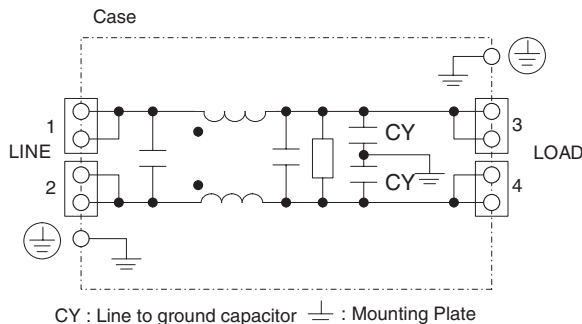 Case
1
LINE
2
CY
CY
3
LOAD
4
CY : Line to ground capacitor ⏚ : Mounting Plate